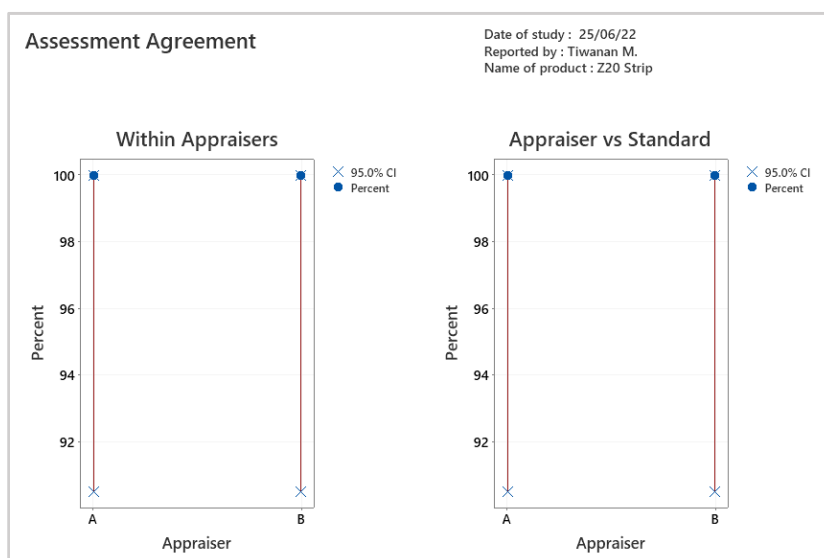 Assessment Agreement
Date of study : 25/06/22
Reported by : Tiwanan M.
Name of product : Z20 Strip
Within Appraisers
100
98
96
94
92
Percent
A
B
Appraiser
95.0% CI
Percent
Appraiser vs Standard
100
98
96
94
92
Percent
A
B
Appraiser
95.0% CI
Percent